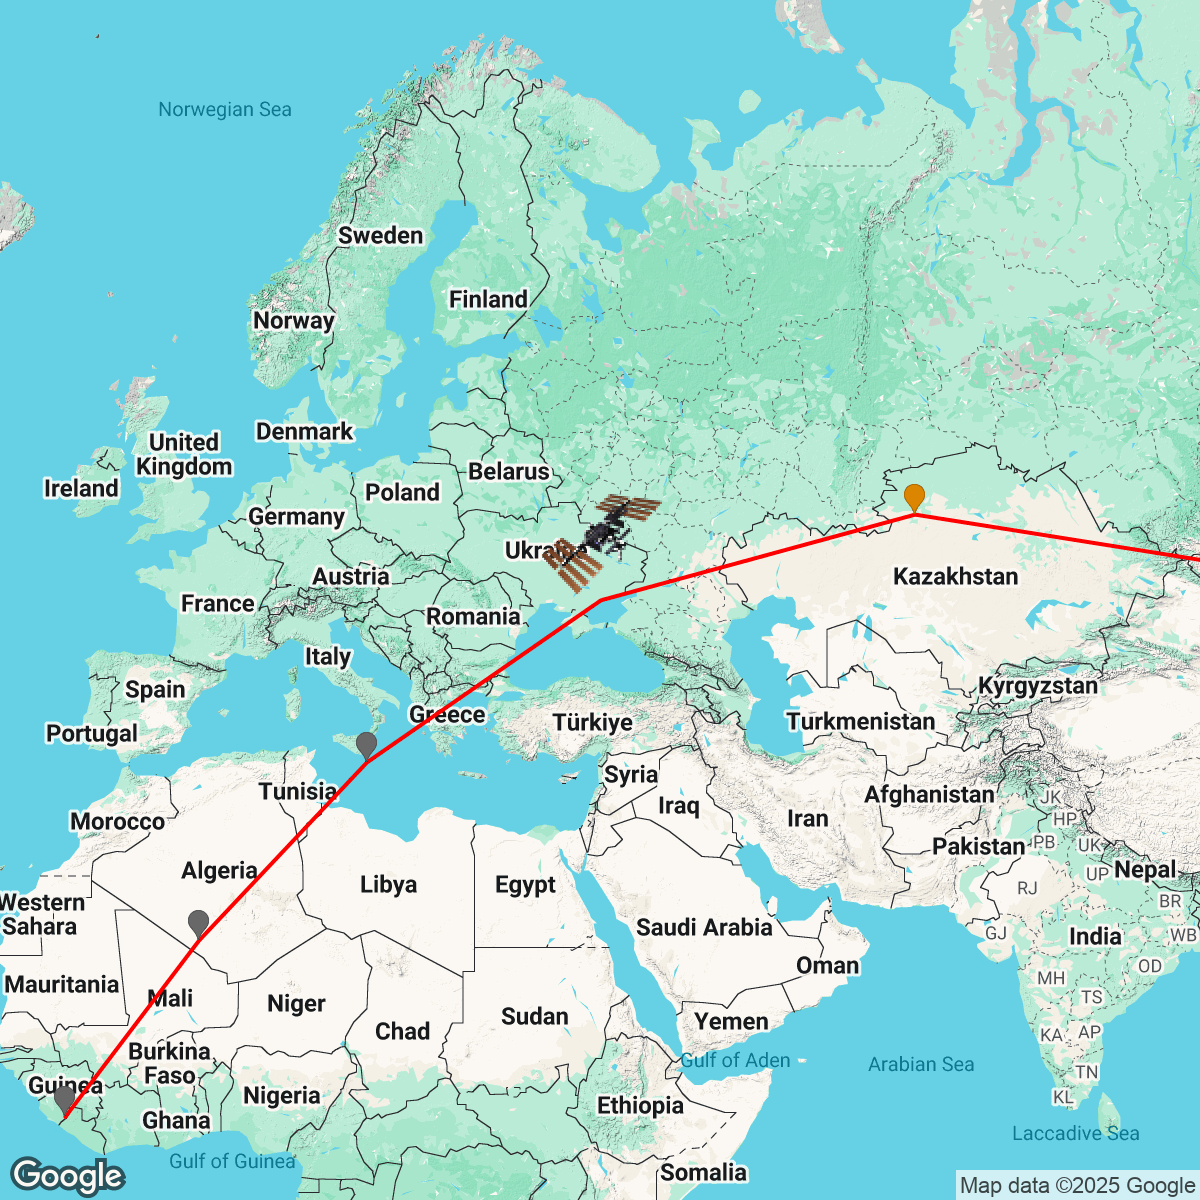 Norwegian Sea
Sweden
Finland
Norway
Denmark
United
Kingdom
Ireland
Belarus
Poland
Germany
Ukraine
Austria
Kazakhstan
France
Romania
Italy
Kyrgyzstan
Spain
Greece
Türkiye
Turkmenistan
Portugal
Syria
Tunisia
Afghanistan
JK
Iraq
Morocco
Iran
HP
Pakistan
PB
UK
Algeria
Libya
Egypt
UP
Nepal
RJ
BR
Western
Sahara
Saudi Arabia
GJ
India
WB
Oman
OD
Mauritania
Mali
Niger
MH
TS
Sudan
Yemen
Chad
KA
AP
Burkina
Faso
Gulf of Aden
Arabian Sea
TN
Guinea
Nigeria
KL
Ethiopia
Ghana
Laccadive Sea
Gulf of Guinea
Somalia
Google
Map data ©2025 Google